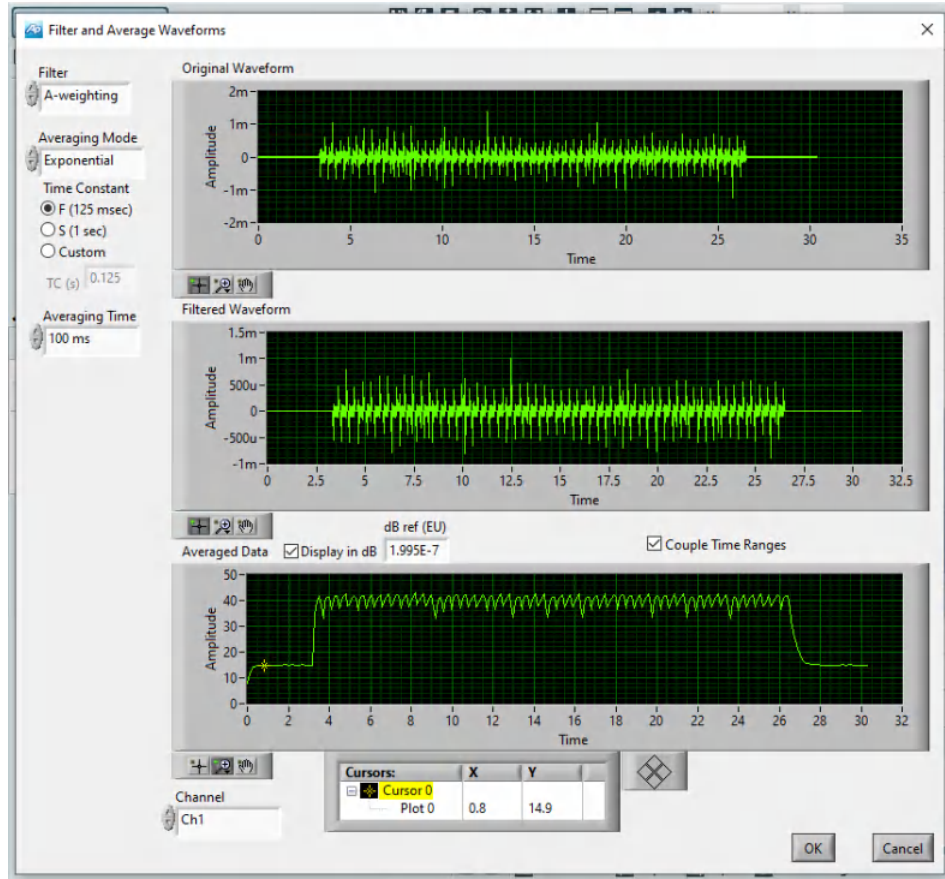 Filter and Average Waveforms
Filter
A-weighting
Averaging Mode
Exponential
Time Constant
F (125 msec)
S (1 sec)
Custom
TC (s) 0.125
Averaging Time
100 ms
Original Waveform
Amplitude
2m
1m
0
-1m
-2m
0 5 10 15 20 25 30 35
Time
Filtered Waveform
Amplitude
1.5m
1m
500u
0
-500u
-1m
0 2.5 5 7.5 10 12.5 15 17.5 20 22.5 25 27.5 30 32.5
Time
dB ref (EU)
Averaged Data Display in dB 1.995E-7 Couple Time Ranges
Amplitude
50
40
30
20
10
0
0 2 4 6 8 10 12 14 16 18 20 22 24 26 28 30 32
Time
Cursors: X Y
Cursor 0
Plot 0 0.8 14.9
Channel
Ch1
OK Cancel